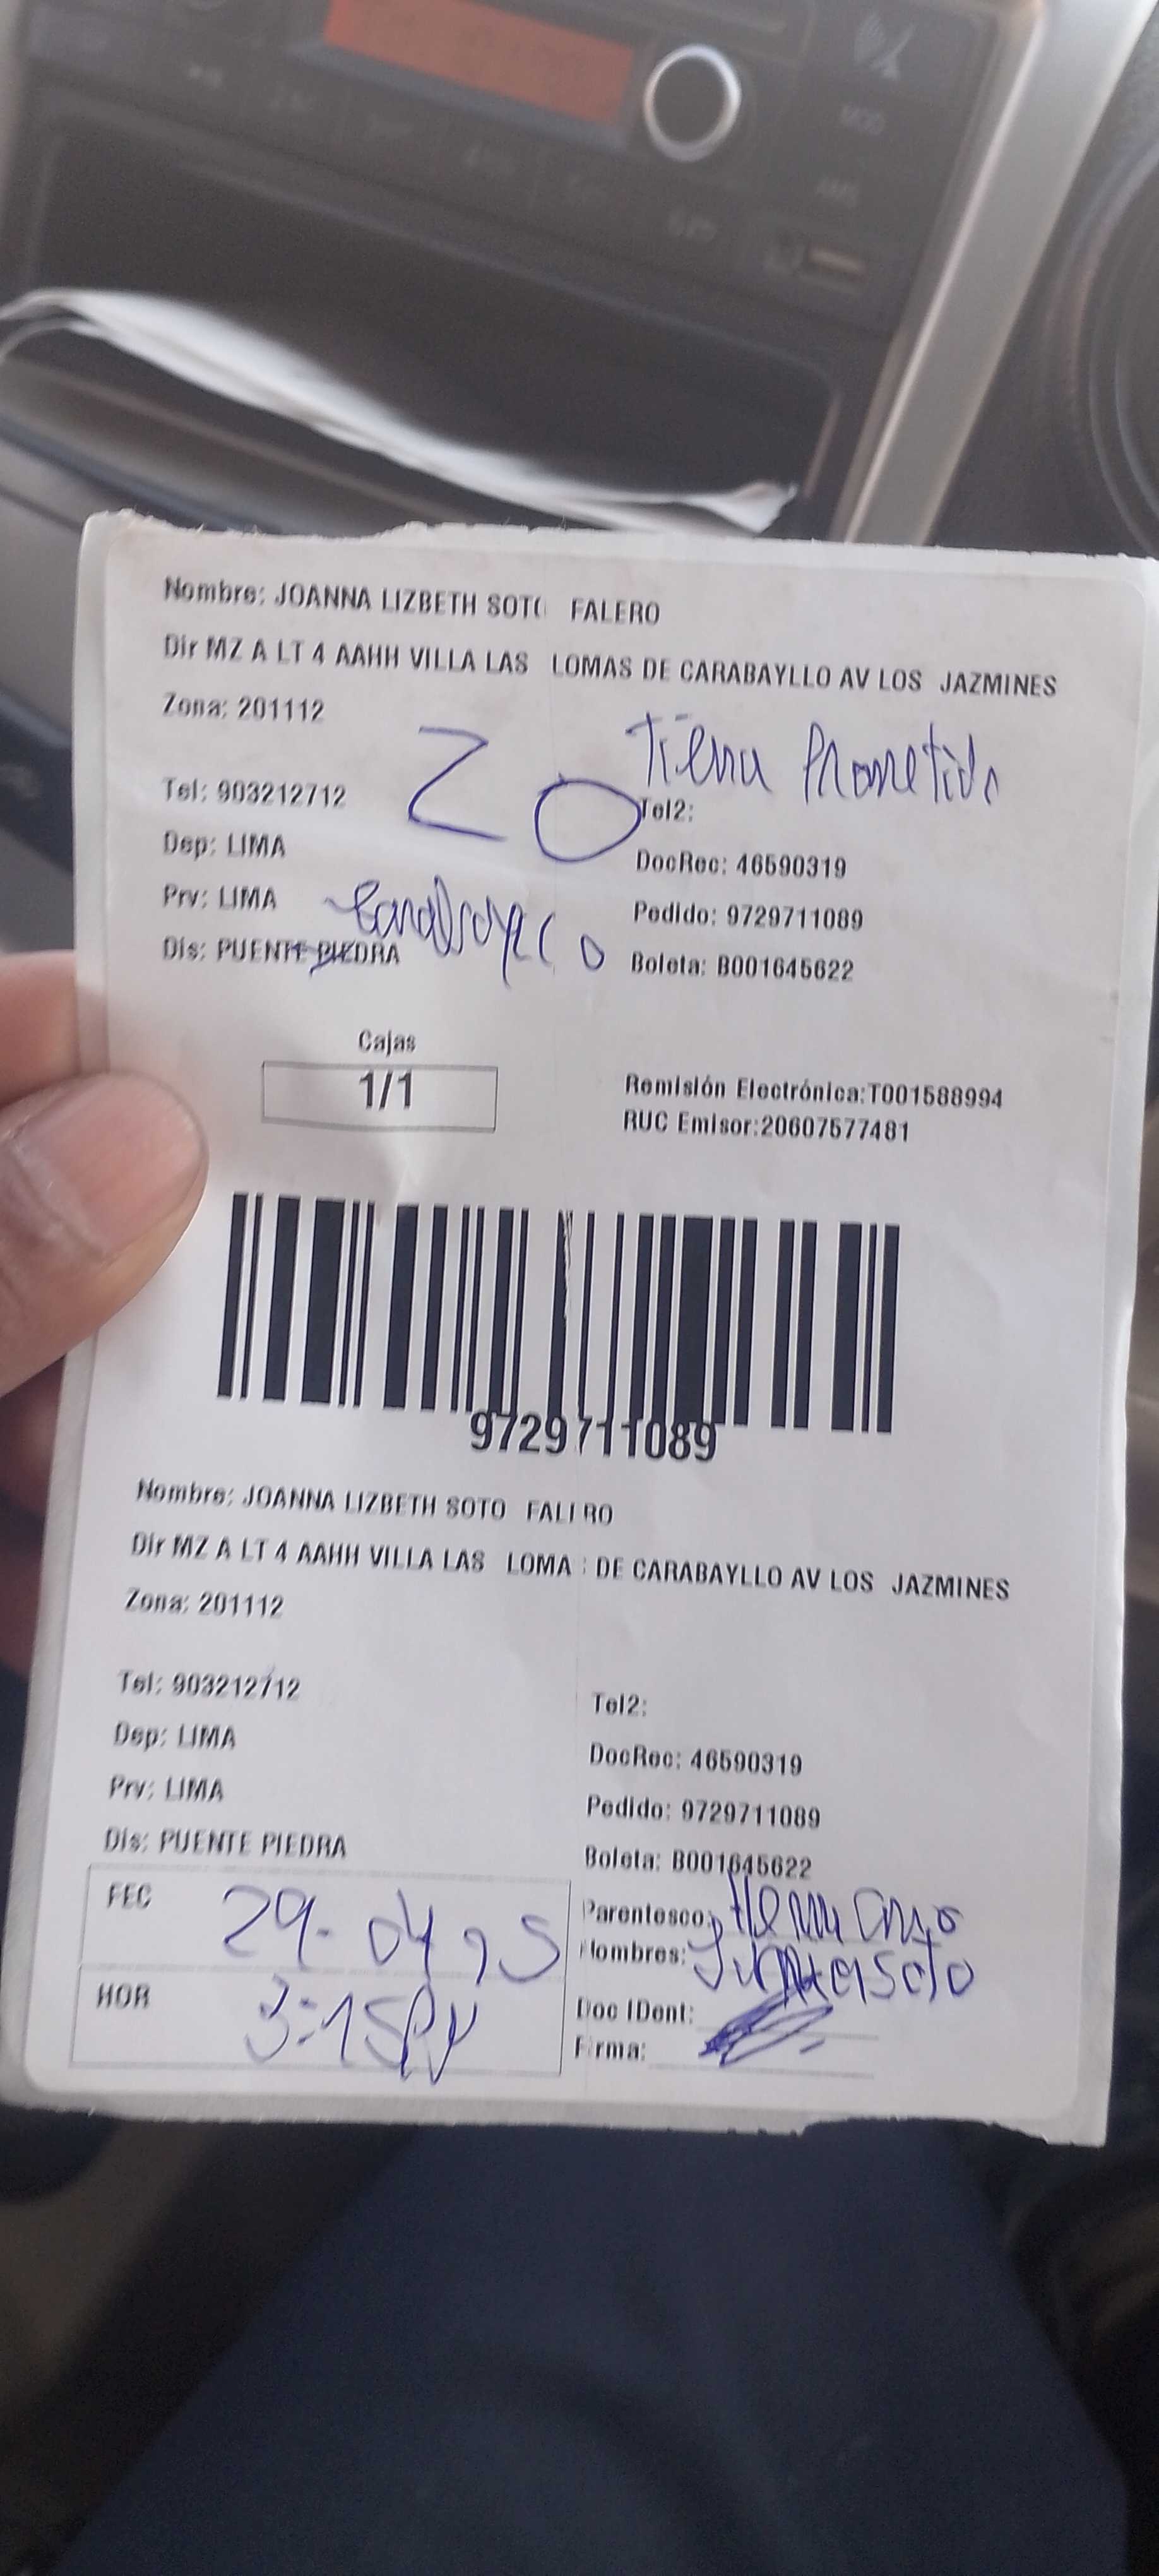 Nombre: JOANNA LIZBETH SOTO FALERO
Dir MZ A LT 4 AAHH VILLA LAS LOMAS DE CARABAYLLO AV LOS JAZMINES
Zona: 201112
Z O Tierra Prometida
Tel: 903212712 Tel2:
Dep: LIMA DocRec: 46590319
Prv: LIMA Carabayllo Pedido: 9729711089
Dis: PUENTE PIEDRA Boleta: B001645622
Cajas
1/1
Remisión Electrónica:T001588994
RUC Emisor:20607577481
9729711089
Nombre: JOANNA LIZBETH SOTO FALERO
Dir MZ A LT 4 AAHH VILLA LAS LOMAS DE CARABAYLLO AV LOS JAZMINES
Zona: 201112
Tel: 903212712 Tel2:
Dep: LIMA DocRec: 46590319
Prv: LIMA Pedido: 9729711089
Dis: PUENTE PIEDRA Boleta: B001645622
FEC 29-04 Parentesco: Hermano
Nombres: Soto
HOR 3:15 Doc IDent:
Firma: